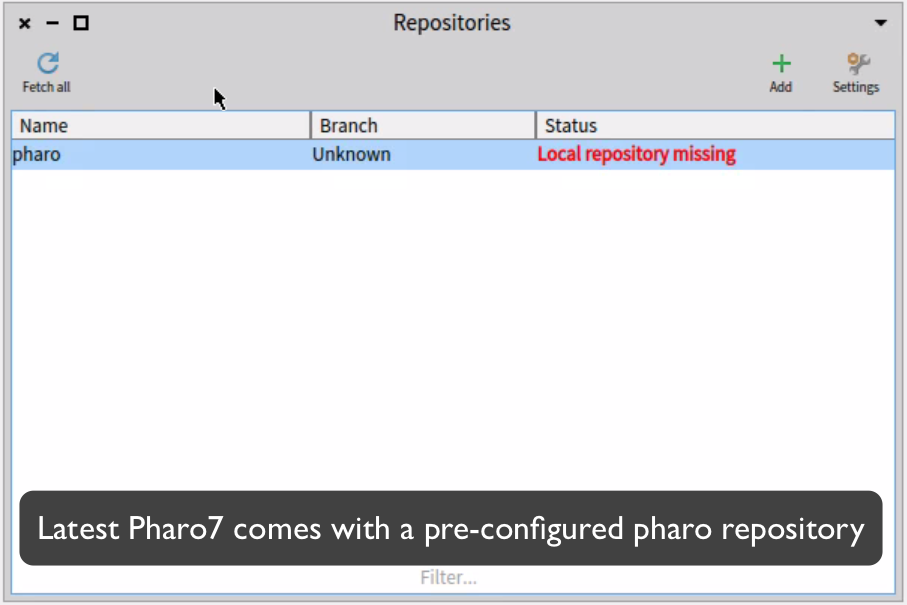 Repositories
Fetch all
Add
Settings
Name
Branch
Status
pharo
Unknown
Local repository missing
Latest Pharo7 comes with a pre-configured pharo repository
Filter...